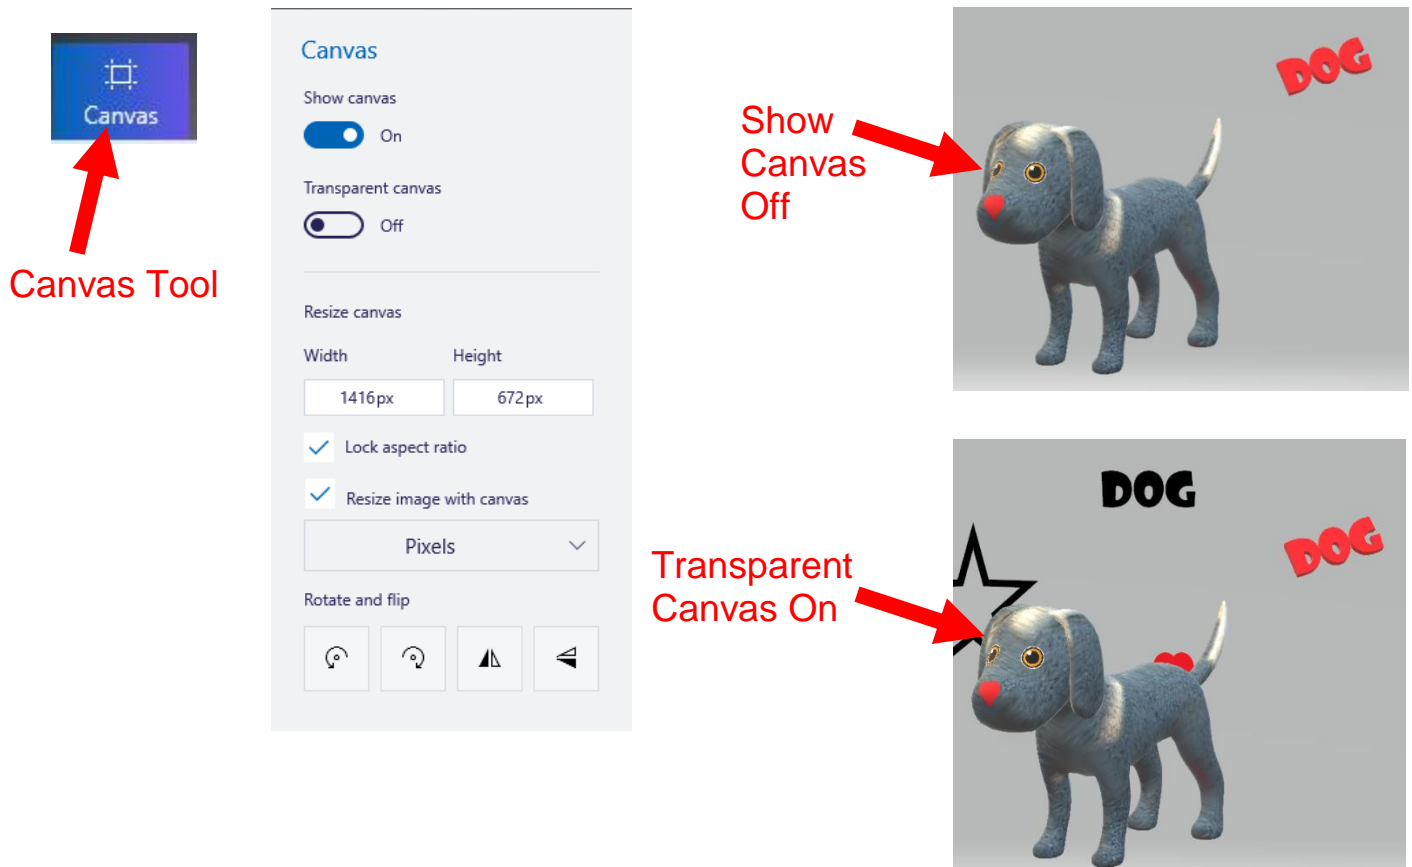 Canvas
Canvas Tool
Canvas
Show canvas
On
Transparent canvas
Off
Resize canvas
Width Height
1416px 672px
Lock aspect ratio
Resize image with canvas
Pixels
Rotate and flip
Show
Canvas
Off
DOG
Transparent
Canvas On
DOG
DOG